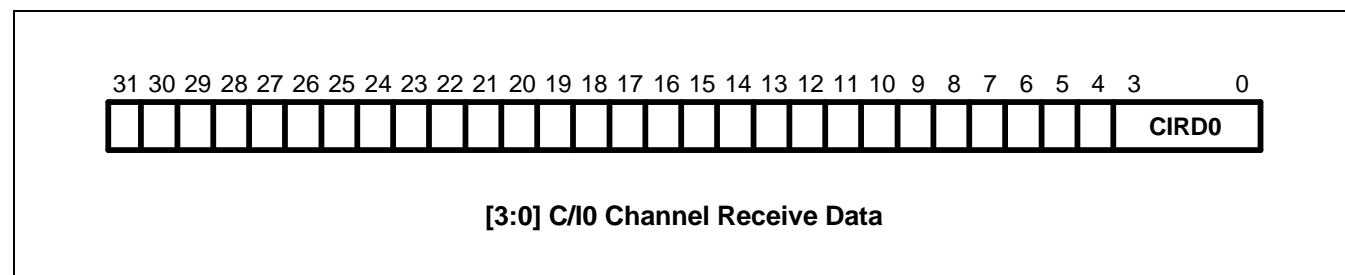 31 30 29 28 27 26 25 24 23 22 21 20 19 18 17 16 15 14 13 12 11 10 9 8 7 6 5 4 3 0
CIRD0
[3:0] C/I0 Channel Receive Data